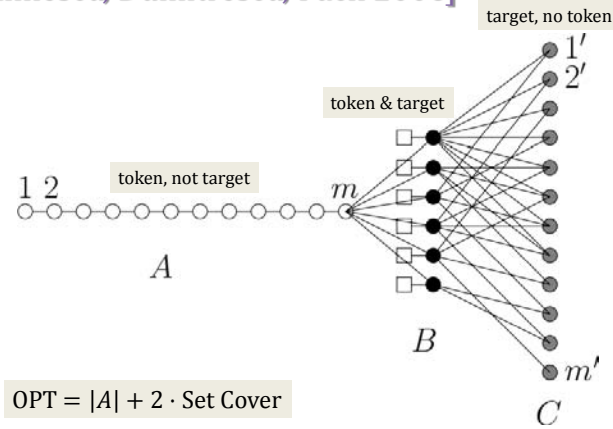 target, no token
1′
2′
token & target
token, not target
1 2
m
A
B
m′
OPT = |A| + 2 · Set Cover
C